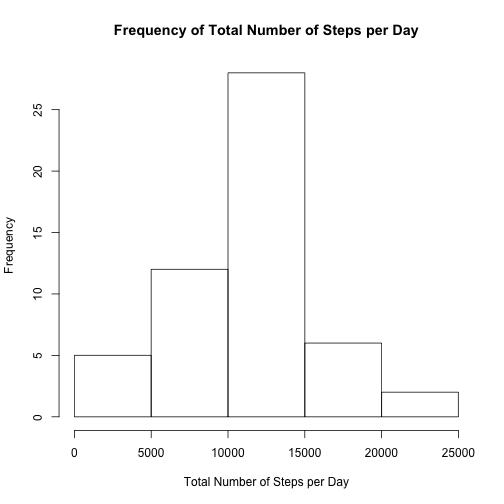 Frequency of Total Number of Steps per Day
Frequency
25
20
15
10
5
0
0 5000 10000 15000 20000 25000
Total Number of Steps per Day